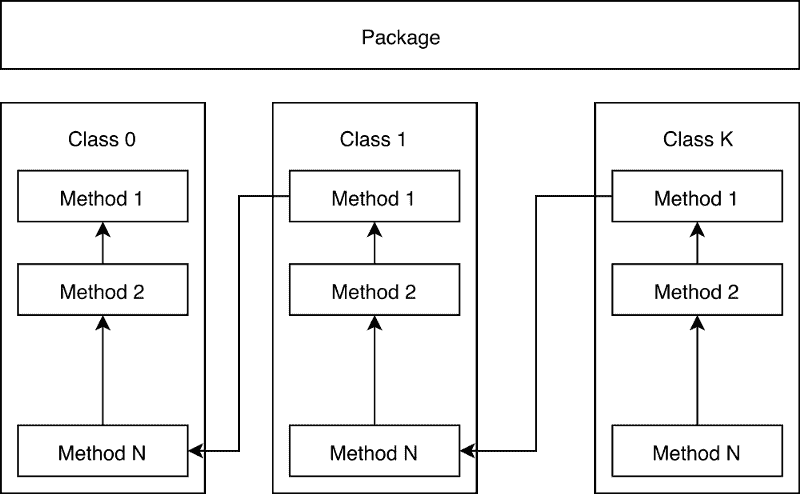 Package
Class 0
Method 1
Method 2
Method N
Class 1
Method 1
Method 2
Method N
Class K
Method 1
Method 2
Method N